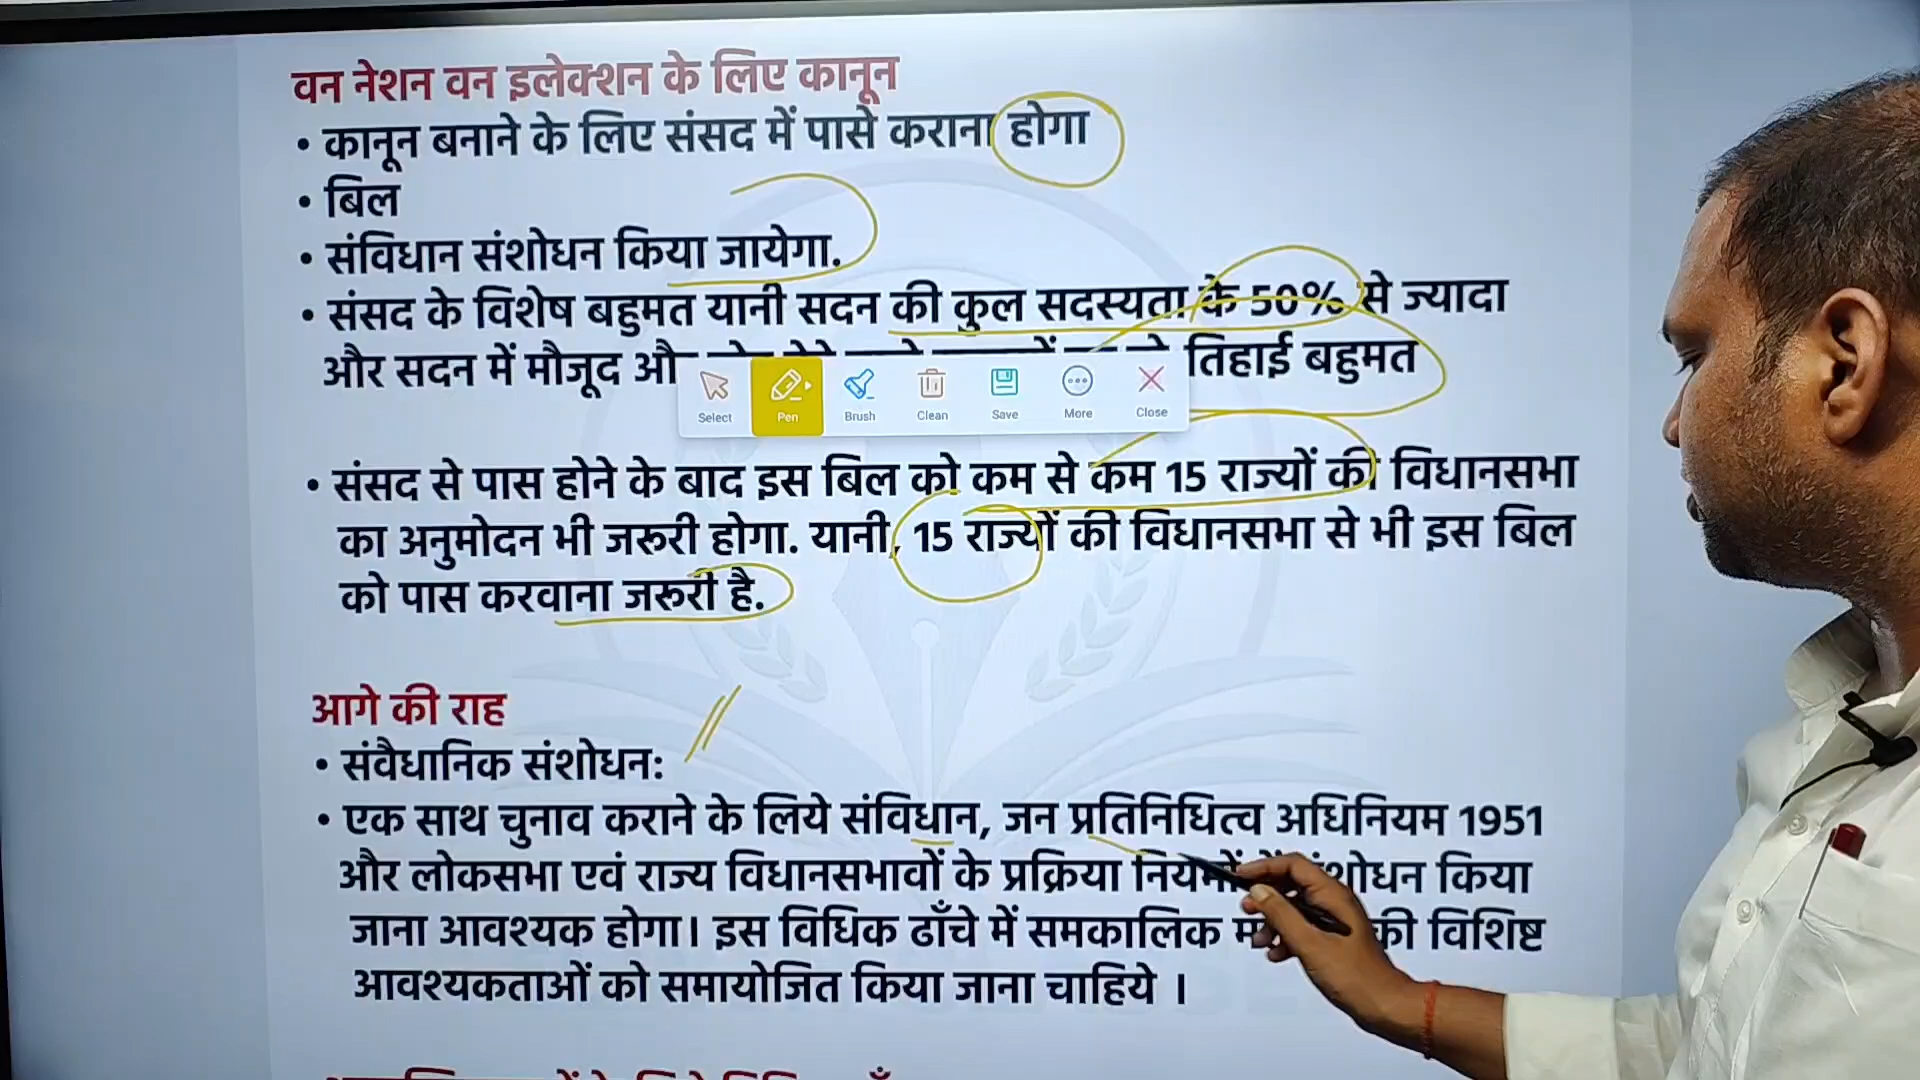 वन नेशन वन इलेक्शन के लिए कानून
• कानून बनाने के लिए संसद में पासे कराना होगा
• बिल
• संविधान संशोधन किया जायेगा.
• संसद के विशेष बहुमत यानी सदन की कुल सदस्यता के 50% से ज्यादा
और सदन में मौजूद तिहाई बहुमत
Select Pen Brush Clean Save More Close
• संसद से पास होने के बाद इस बिल को कम से कम 15 राज्यों की विधानसभा
का अनुमोदन भी जरूरी होगा. यानी, 15 राज्यों की विधानसभा से भी इस बिल
को पास करवाना जरूरी है.
आगे की राह
• संवैधानिक संशोधन:
• एक साथ चुनाव कराने के लिये संविधान, जन प्रतिनिधित्व अधिनियम 1951
और लोकसभा एवं राज्य विधानसभावों के प्रक्रिया नियमों में संशोधन किया
जाना आवश्यक होगा। इस विधिक ढाँचे में समकालिक की विशिष्ट
आवश्यकताओं को समायोजित किया जाना चाहिये ।